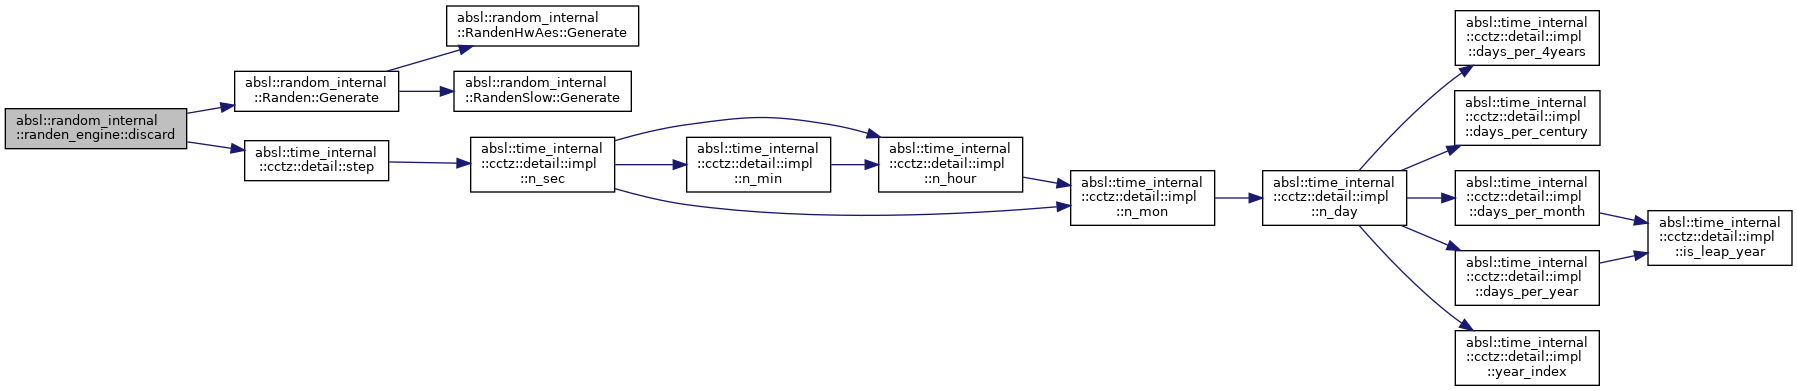 absl::random_internal
::randen_engine::discard
absl::random_internal
::Randen::Generate
absl::random_internal
::RandenHwAes::Generate
absl::random_internal
::RandenSlow::Generate
absl::time_internal
::cctz::detail::step
absl::time_internal
::cctz::detail::impl
::n_sec
absl::time_internal
::cctz::detail::impl
::n_min
absl::time_internal
::cctz::detail::impl
::n_hour
absl::time_internal
::cctz::detail::impl
::n_mon
absl::time_internal
::cctz::detail::impl
::n_day
absl::time_internal
::cctz::detail::impl
::days_per_4years
absl::time_internal
::cctz::detail::impl
::days_per_century
absl::time_internal
::cctz::detail::impl
::days_per_month
absl::time_internal
::cctz::detail::impl
::days_per_year
absl::time_internal
::cctz::detail::impl
::year_index
absl::time_internal
::cctz::detail::impl
::is_leap_year